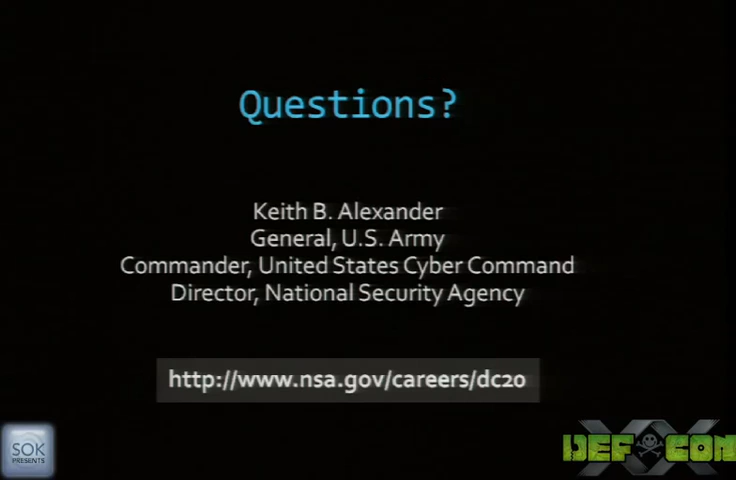 Questions?
Keith B. Alexander
General, U.S. Army
Commander, United States Cyber Command
Director, National Security Agency
http://www.nsa.gov/careers/dc20
SOK
PRESENTS
XX
DEF CON